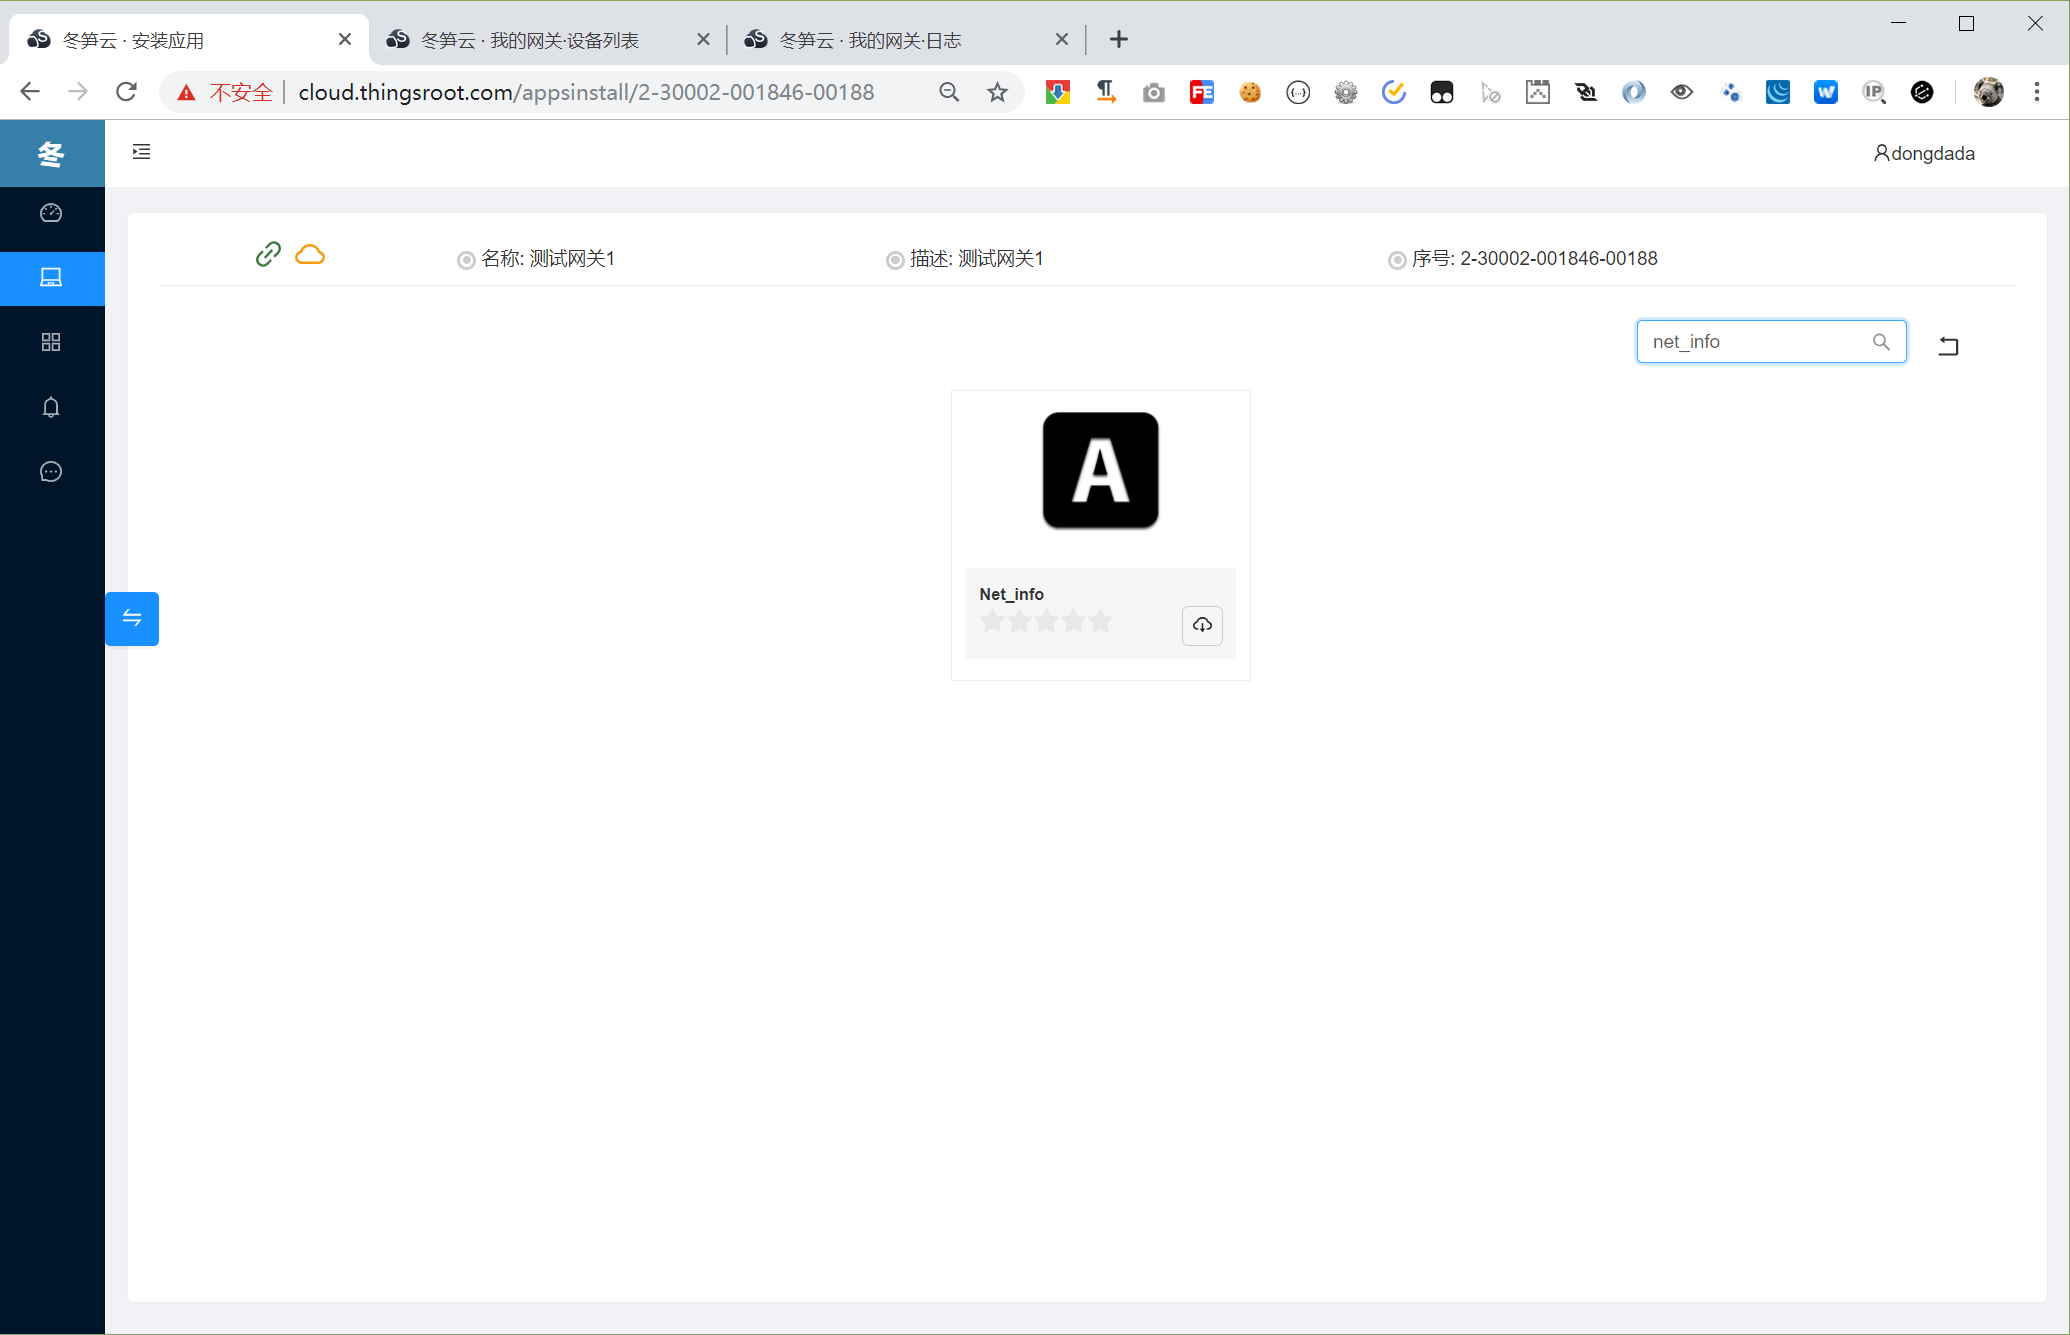 冬笋云 · 安装应用
冬笋云 · 我的网关·设备列表
冬笋云 · 我的网关·日志
不安全
cloud.thingsroot.com/appsinstall/2-30002-001846-00188
FE
W
IP
冬
dongdada
名称: 测试网关1
描述: 测试网关1
序号: 2-30002-001846-00188
net_info
A
Net_info